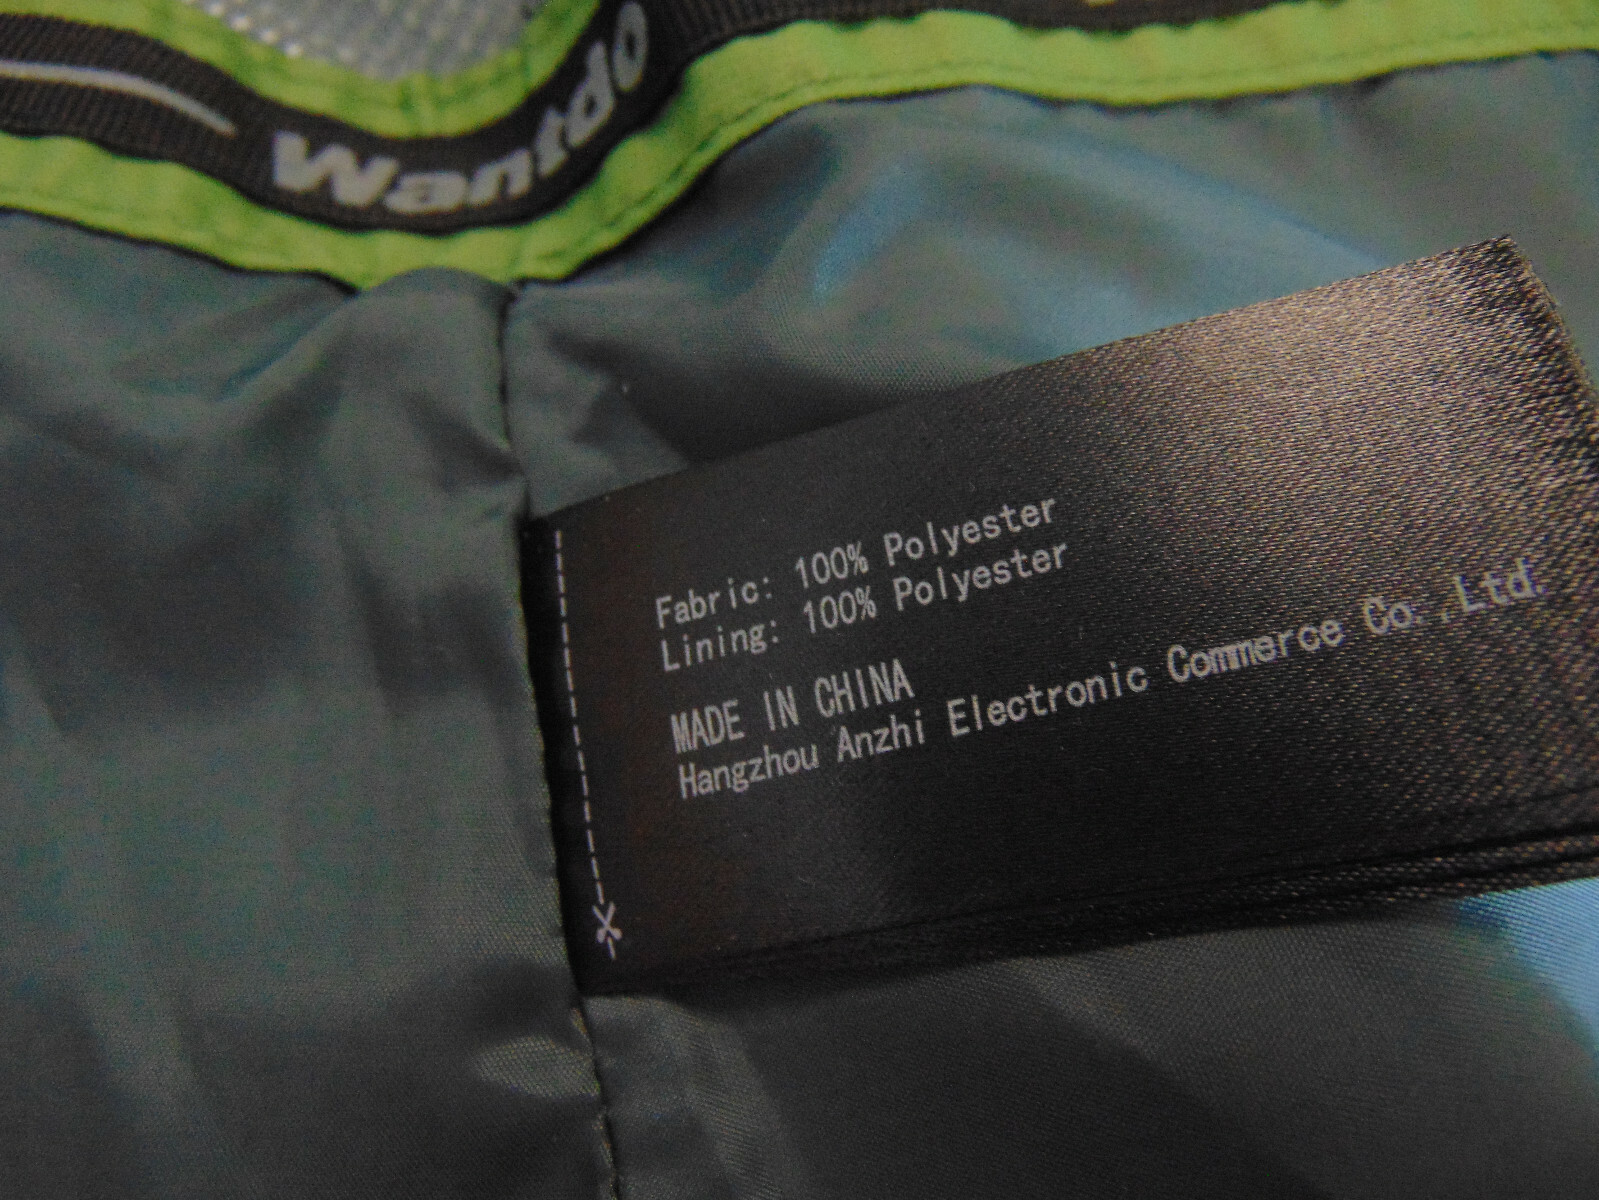 Wantdo
Fabric: 100% Polyester
Lining: 100% Polyester
MADE IN CHINA
Hangzhou Anzhi Electronic Commerce Co.,Ltd.